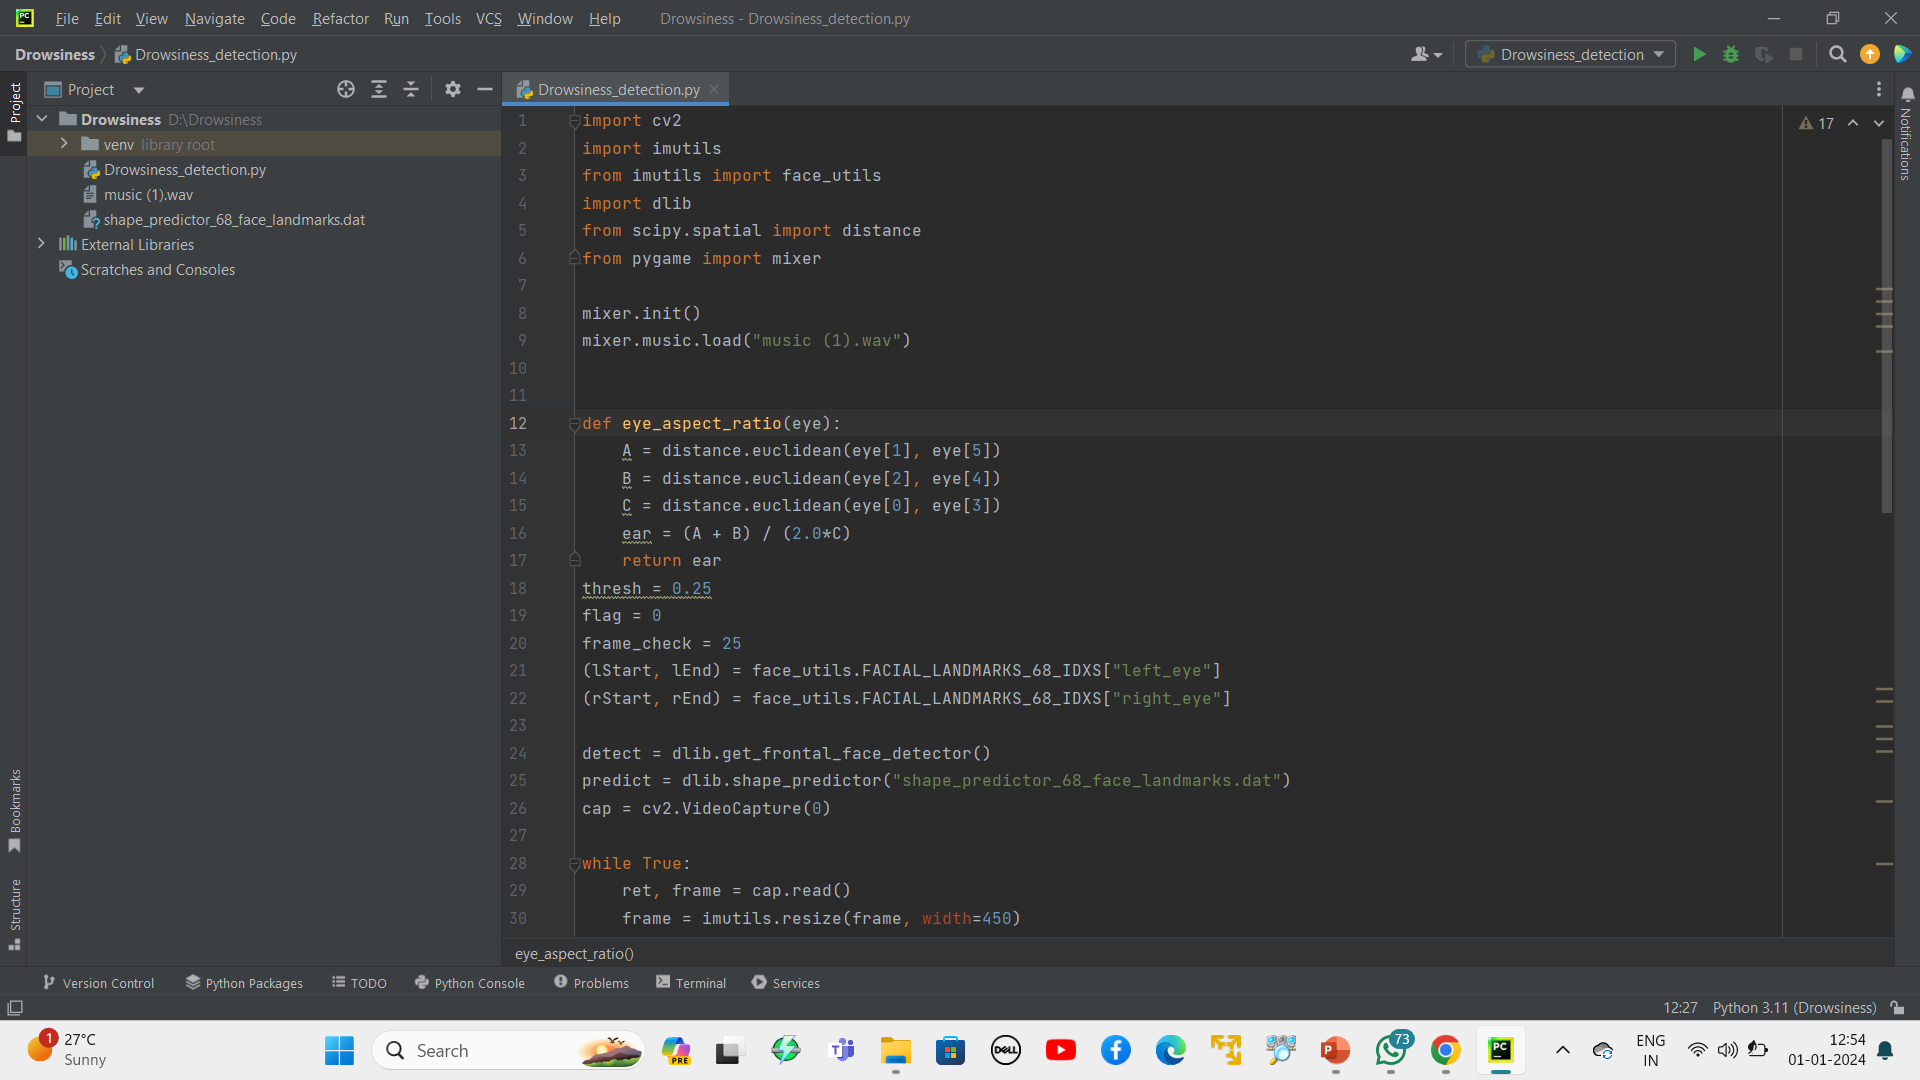 File Edit View Navigate Code Refactor Run Tools VCS Window Help Drowsiness - Drowsiness_detection.py
Drowsiness Drowsiness_detection.py Drowsiness_detection
Project
Project
Drowsiness D:\Drowsiness
venv library root
Drowsiness_detection.py
music (1).wav
shape_predictor_68_face_landmarks.dat
External Libraries
Scratches and Consoles
Bookmarks
Structure
Drowsiness_detection.py
17
Notifications
1 import cv2
2 import imutils
3 from imutils import face_utils
4 import dlib
5 from scipy.spatial import distance
6 from pygame import mixer
7
8 mixer.init()
9 mixer.music.load("music (1).wav")
10
11
12 def eye_aspect_ratio(eye):
13 A = distance.euclidean(eye[1], eye[5])
14 B = distance.euclidean(eye[2], eye[4])
15 C = distance.euclidean(eye[0], eye[3])
16 ear = (A + B) / (2.0*C)
17 return ear
18 thresh = 0.25
19 flag = 0
20 frame_check = 25
21 (lStart, lEnd) = face_utils.FACIAL_LANDMARKS_68_IDXS["left_eye"]
22 (rStart, rEnd) = face_utils.FACIAL_LANDMARKS_68_IDXS["right_eye"]
23
24 detect = dlib.get_frontal_face_detector()
25 predict = dlib.shape_predictor("shape_predictor_68_face_landmarks.dat")
26 cap = cv2.VideoCapture(0)
27
28 while True:
29 ret, frame = cap.read()
30 frame = imutils.resize(frame, width=450)
eye_aspect_ratio()
Version Control Python Packages TODO Python Console Problems Terminal Services
12:27 Python 3.11 (Drowsiness)
1 27°C
Sunny
Search
PRE
DELL
73
PC
ENG
IN
12:54
01-01-2024